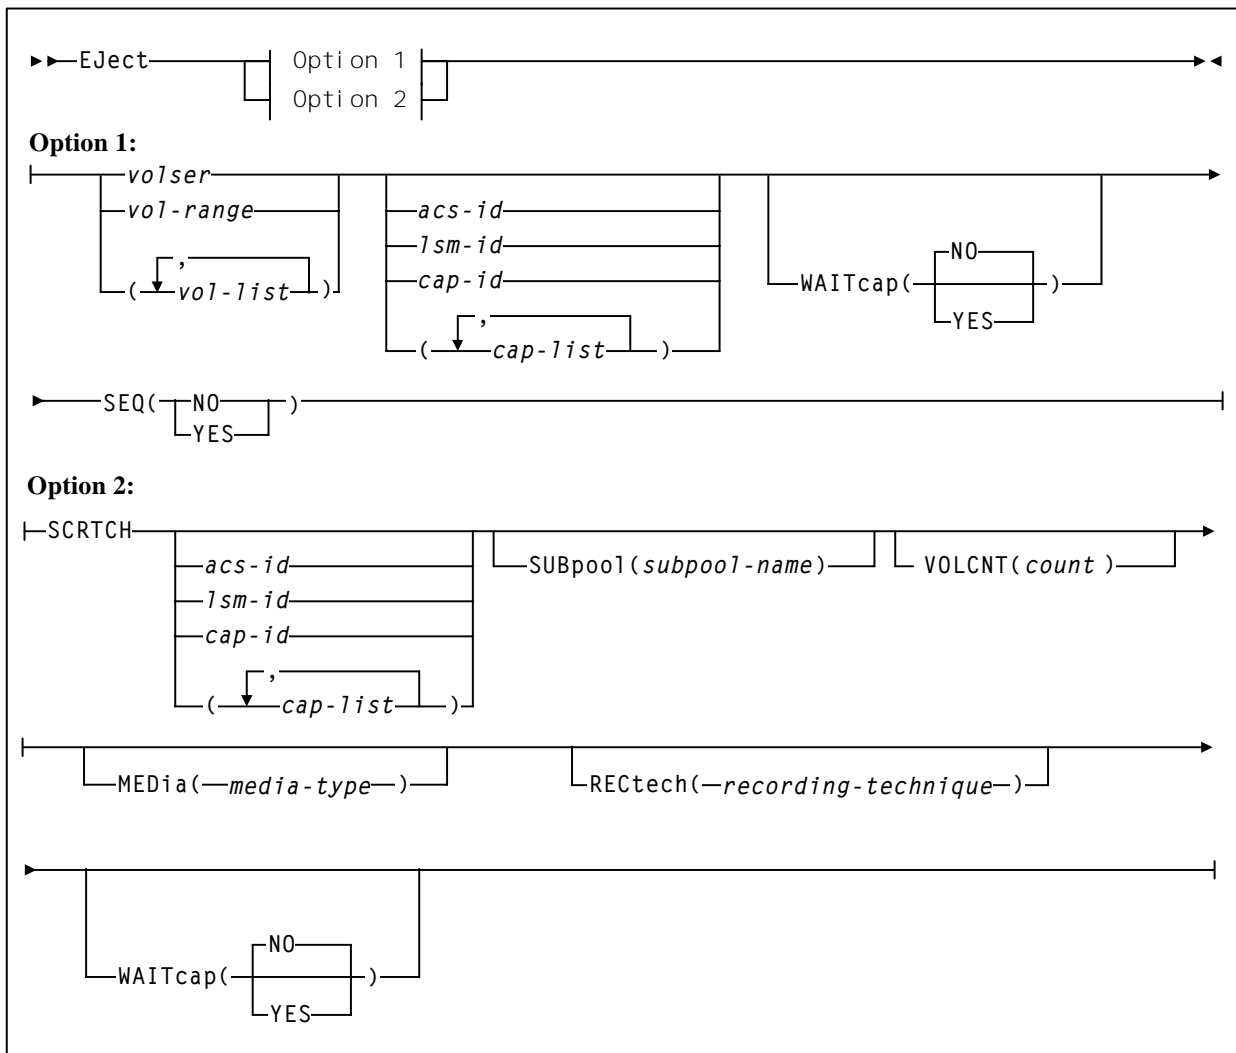 EJect
Option 1
Option 2
Option 1:
volser
vol-range
acs-id
lsm-id
cap-id
,
( vol-list )
WAITcap( NO )
YES
,
( cap-list )
SEQ( NO )
YES
Option 2:
SCRTCH
acs-id
lsm-id
cap-id
,
( cap-list )
SUBpool(subpool-name)
VOLCNT(count )
MEDia( media-type )
RECtech( recording-technique )
NO
WAITcap( )
YES